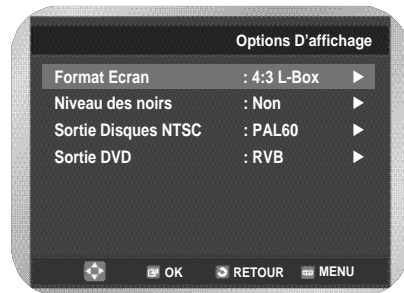 Options D'affichage
Format Ecran : 4:3 L-Box
Niveau des noirs : Non
Sortie Disques NTSC : PAL60
Sortie DVD : RVB
OK RETOUR MENU